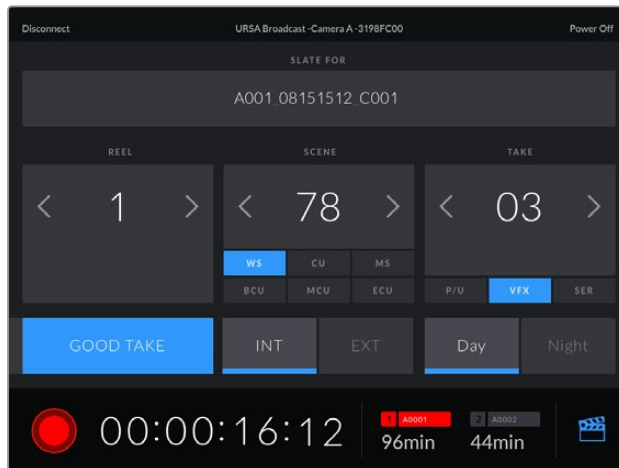 Disconnect
URSA Broadcast -Camera A -3198FC00
Power Off
SLATE FOR
A001_08151512_C001
REEL
SCENE
TAKE
1
78
03
WS
CU
MS
BCU
MCU
ECU
P/U
VFX
SER
GOOD TAKE
INT
EXT
Day
Night
00:00:16:12
1 A0001
96min
2 A0002
44min